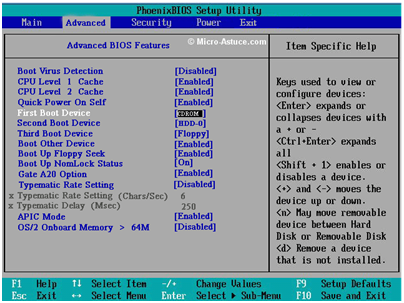 PhoenixBIOS Setup Utility
Main Advanced Security Power Exit
Advanced BIOS Features
© Micro-Astuce.com
Item Specific Help
Boot Virus Detection [Disabled]
CPU Level 1 Cache [Enabled]
CPU Level 2 Cache [Enabled]
Quick Power On Self [Enabled]
First Boot Device [CDROM]
Second Boot Device [HDD-0]
Third Boot Device [Floppy]
Boot Other Device [Enabled]
Boot Up Floppy Seek [Enabled]
Boot Up NomLock Status [On]
Gate A20 Option [Enabled]
Typematic Rate Setting [Disabled]
x Typematic Rate Setting (Chars/Sec) 6
x Typematic Delay (Msec) 250
APIC Mode [Enabled]
OS/2 Onboard Memory > 64M [Disabled]
Keys used to view or
configure devices:
<Enter> expands or
collapses devices with
a + or -
<Ctrl+Enter> expands
all
<Shift + 1> enables or
disables a device.
<+> and <-> moves the
device up or down.
<n> May move removable
device between Hard
Disk or Removable Disk
<d> Remove a device
that is not installed.
F1 Help ↑↓ Select Item -/+ Change Values F9 Setup Defaults
Esc Exit ↔ Select Menu Enter Select ▶ Sub-Menu F10 Save and Exit